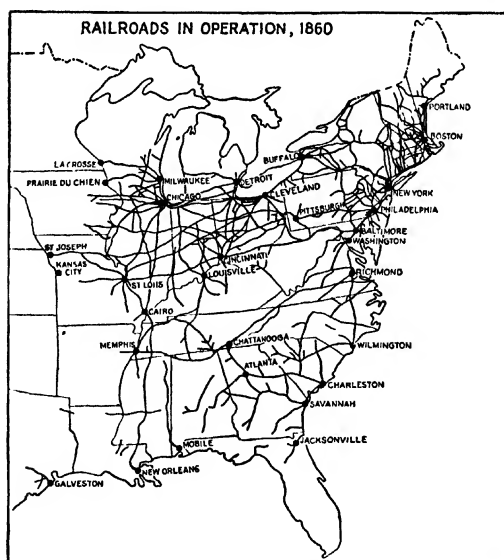 RAILROADS IN OPERATION, 1860
PORTLAND
BOSTON
BUFFALO
LA CROSSE
PRAIRIE DU CHIEN
MILWAUKEE
DETROIT
CHICAGO
CLEVELAND
NEW YORK
PITTSBURGH
PHILADELPHIA
BALTIMORE
WASHINGTON
ST JOSEPH
KANSAS
CITY
CINCINNATI
ST LOUIS
LOUISVILLE
RICHMOND
CAIRO
MEMPHIS
CHATTANOOGA
WILMINGTON
ATLANTA
CHARLESTON
SAVANNAH
MOBILE
JACKSONVILLE
NEW ORLEANS
GALVESTON